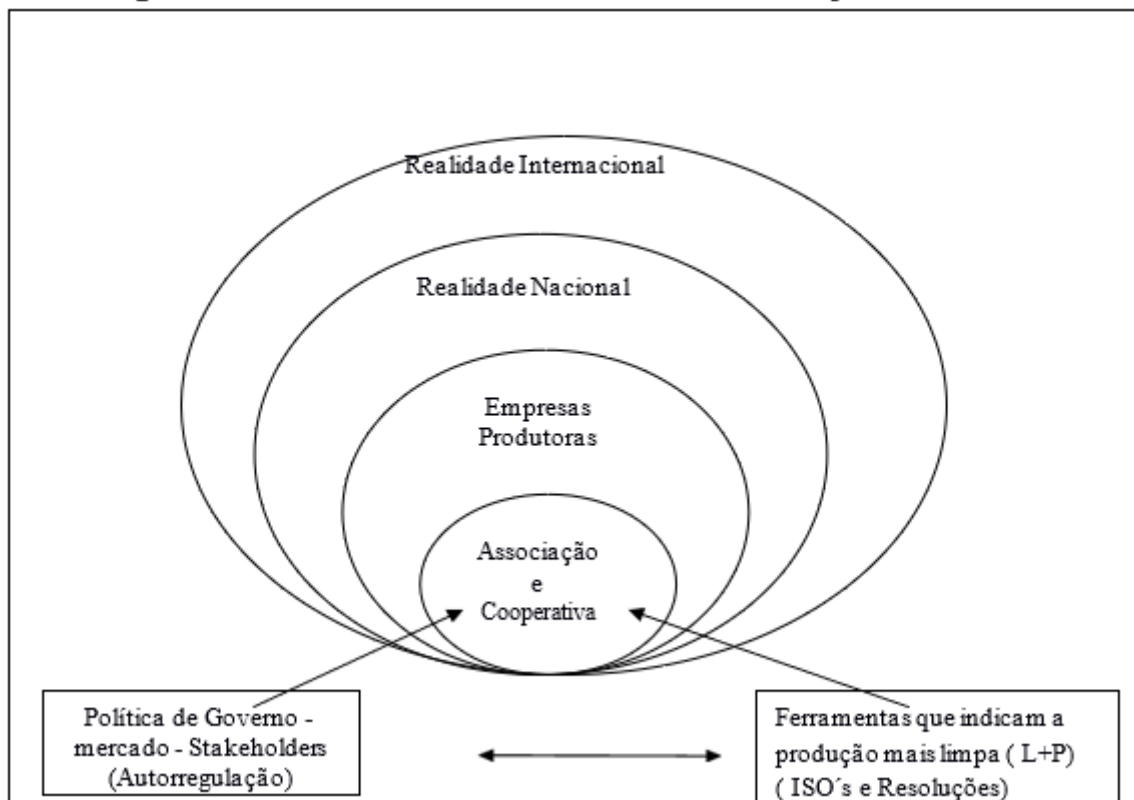 Realidade Internacional
Realidade Nacional
Empresas
Produtoras
Associação
e
Cooperativa
Política de Governo -
mercado - Stakeholders
(Autorregulação)
Ferramentas que indicam a
produção mais limpa ( L+P)
( ISO´s e Resoluções)